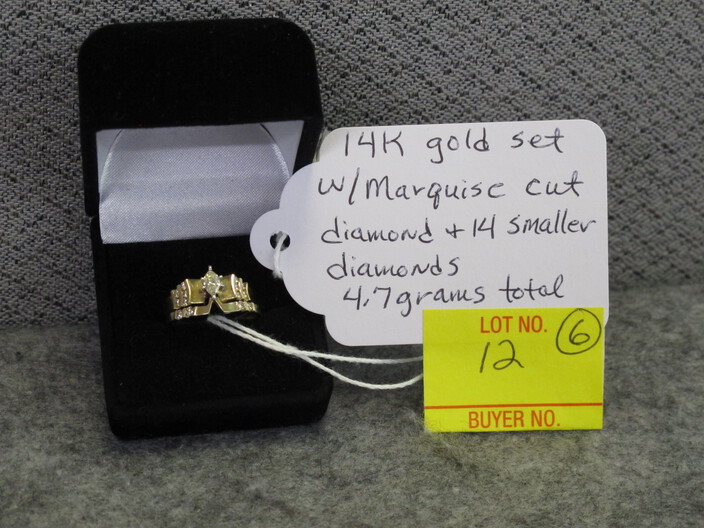 14K gold set
w/Marquise cut
diamond + 14 smaller
diamonds
4.7grams total
LOT NO. 6
12
BUYER NO.